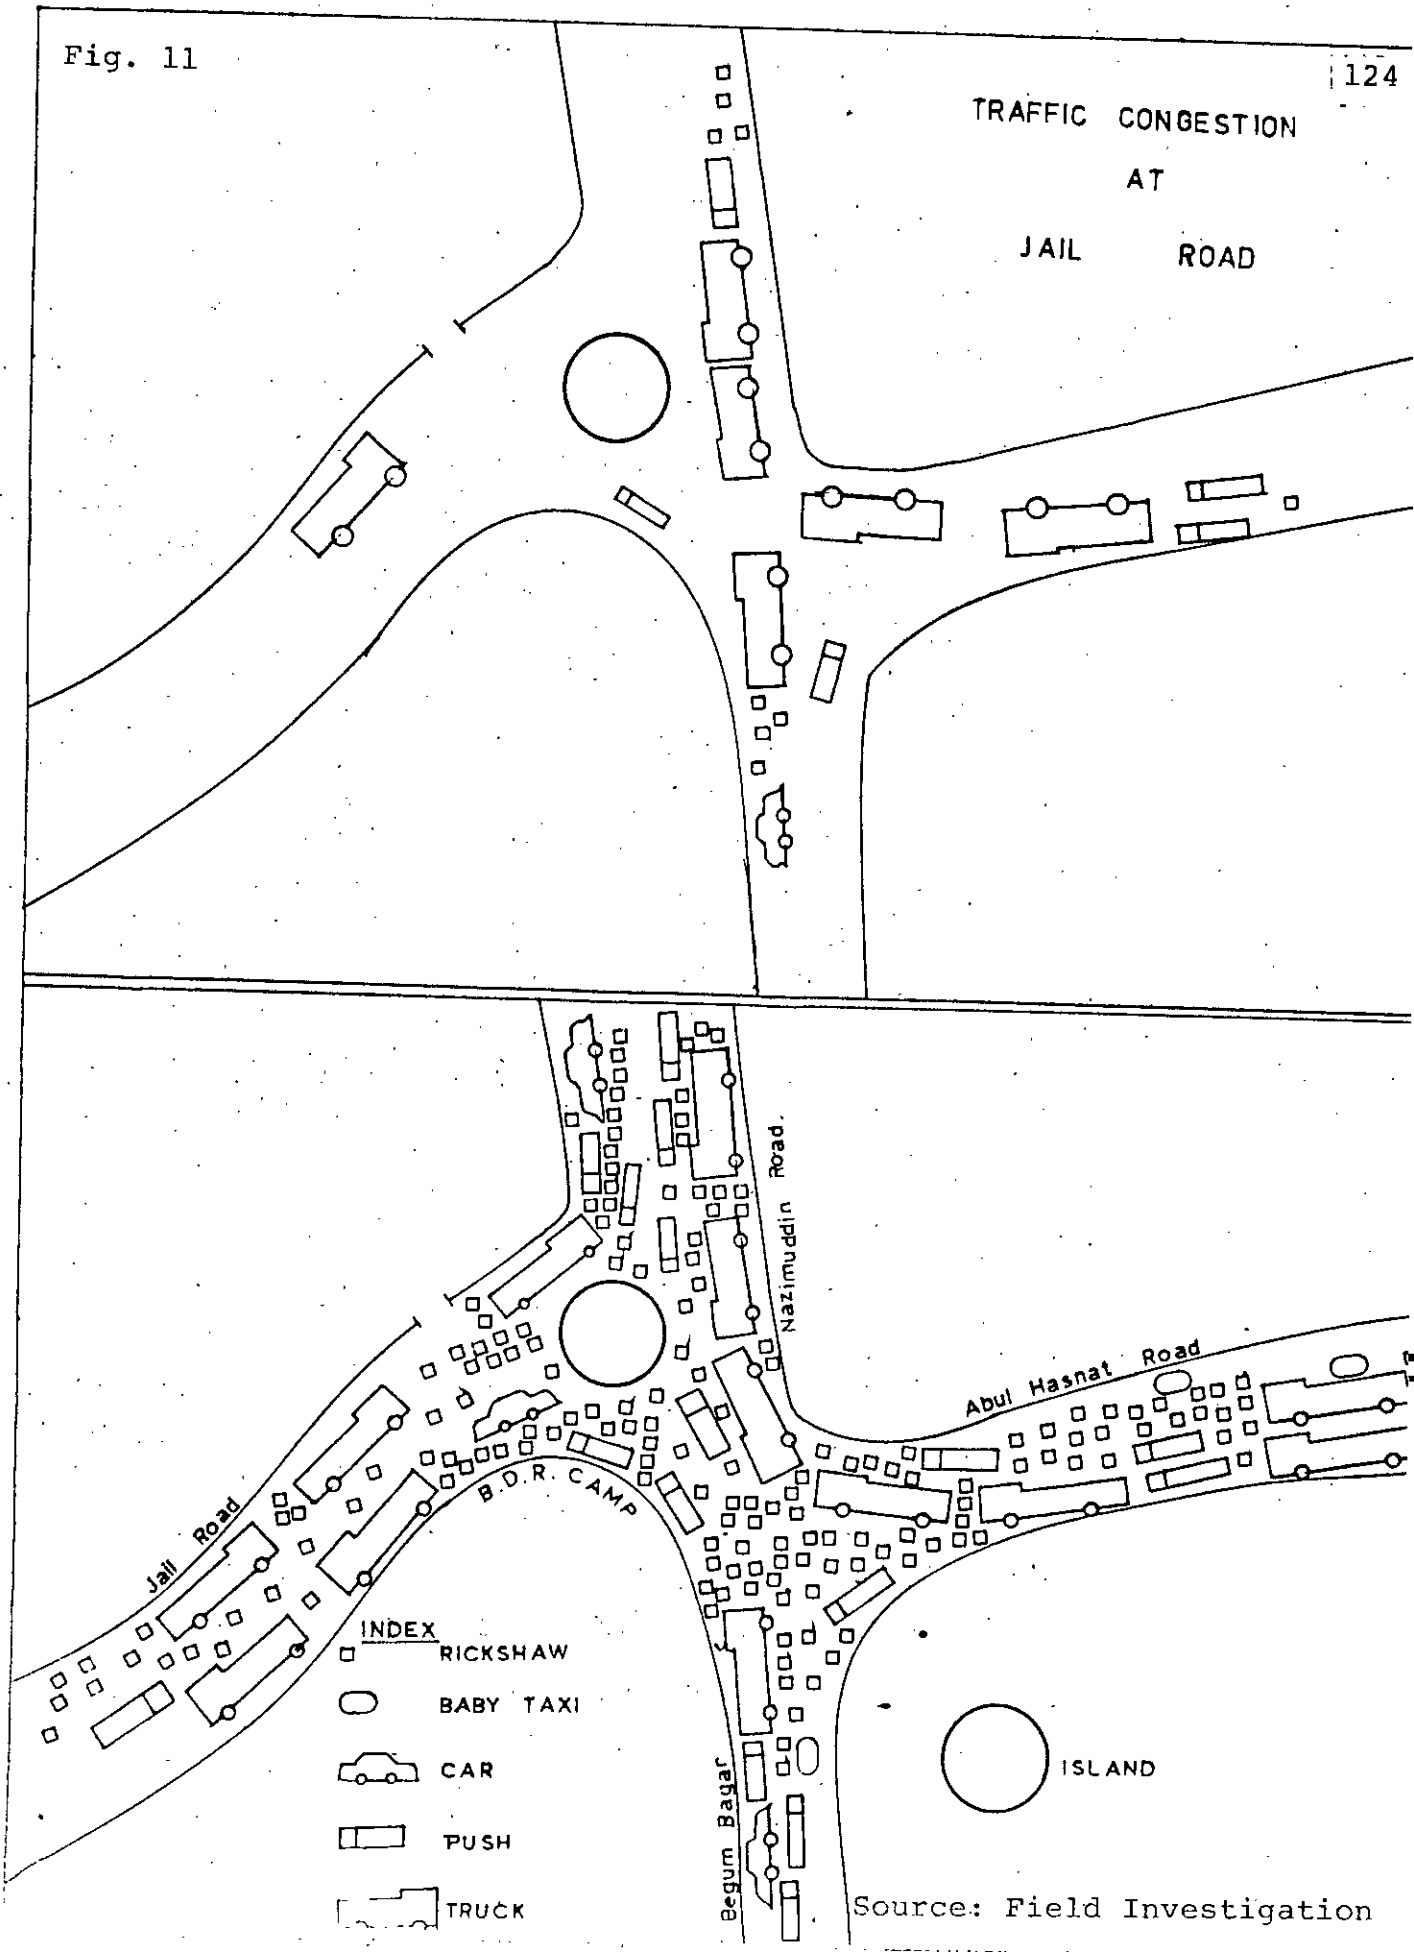 Fig. 11
124
TRAFFIC CONGESTION
AT
JAIL ROAD
Nazimuddin Road.
Abul Hasnat Road
B.D.R. CAMP
Jail Road
INDEX
RICKSHAW
BABY TAXI
CAR
PUSH
TRUCK
Begum Bazar
ISLAND
Source: Field Investigation